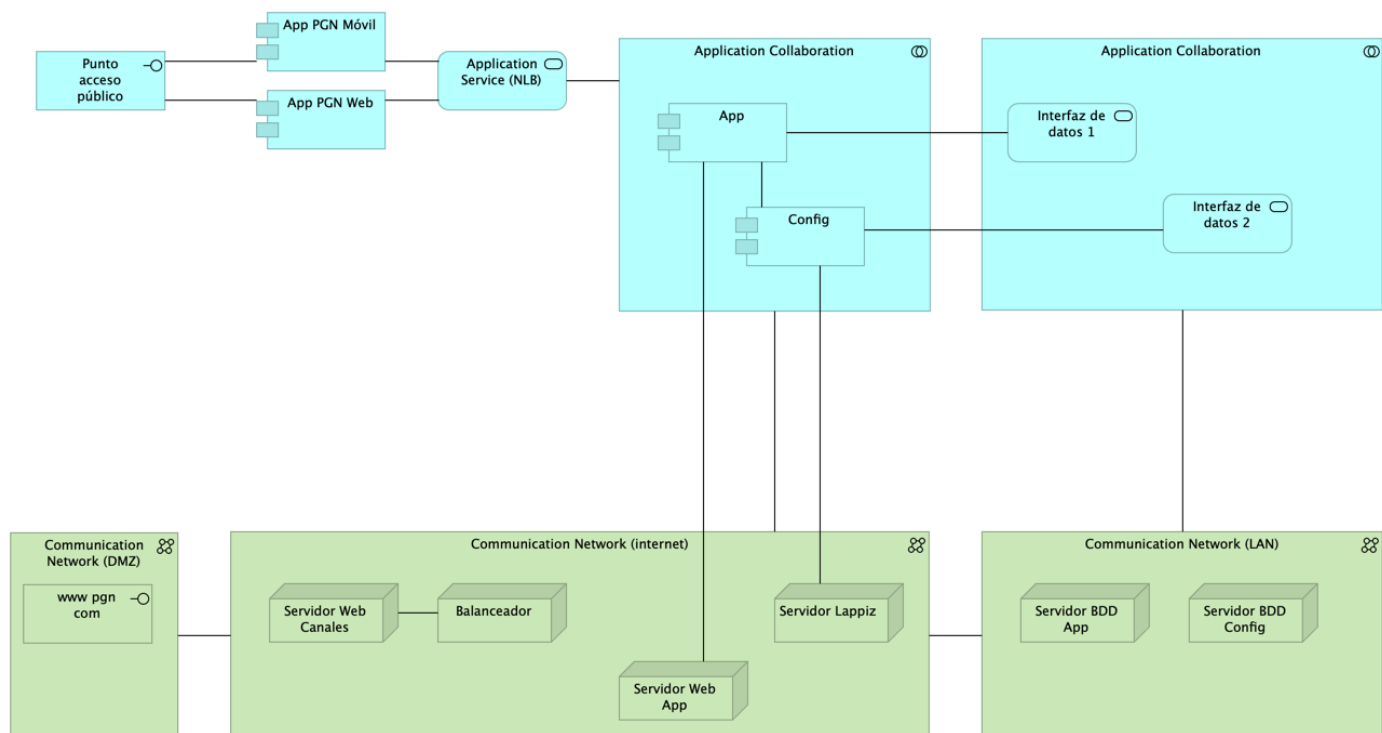 App PGN Móvil
Punto
acceso
público
Application
Service (NLB)
App PGN Web
Application Collaboration
App
Config
Application Collaboration
Interfaz de
datos 1
Interfaz de
datos 2
Communication
Network (DMZ)
www pgn
com
Communication Network (internet)
Servidor Web
Canales
Balanceador
Servidor Lappiz
Servidor Web
App
Communication Network (LAN)
Servidor BDD
App
Servidor BDD
Config